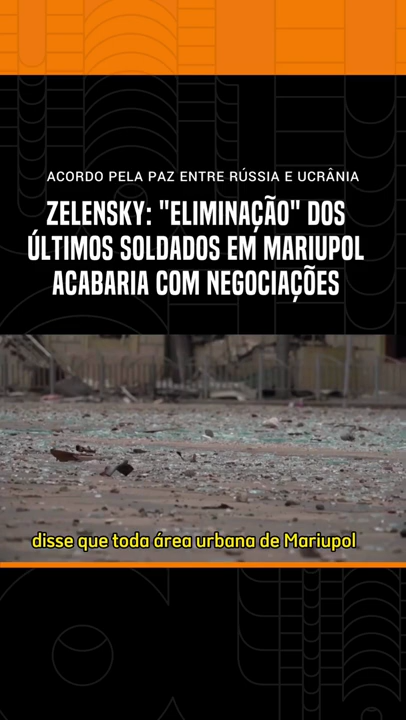 ACORDO PELA PAZ ENTRE RÚSSIA E UCRÂNIA
ZELENSKY: "ELIMINAÇÃO" DOS
ÚLTIMOS SOLDADOS EM MARIUPOL
ACABARIA COM NEGOCIAÇÕES
disse que toda área urbana de Mariupol